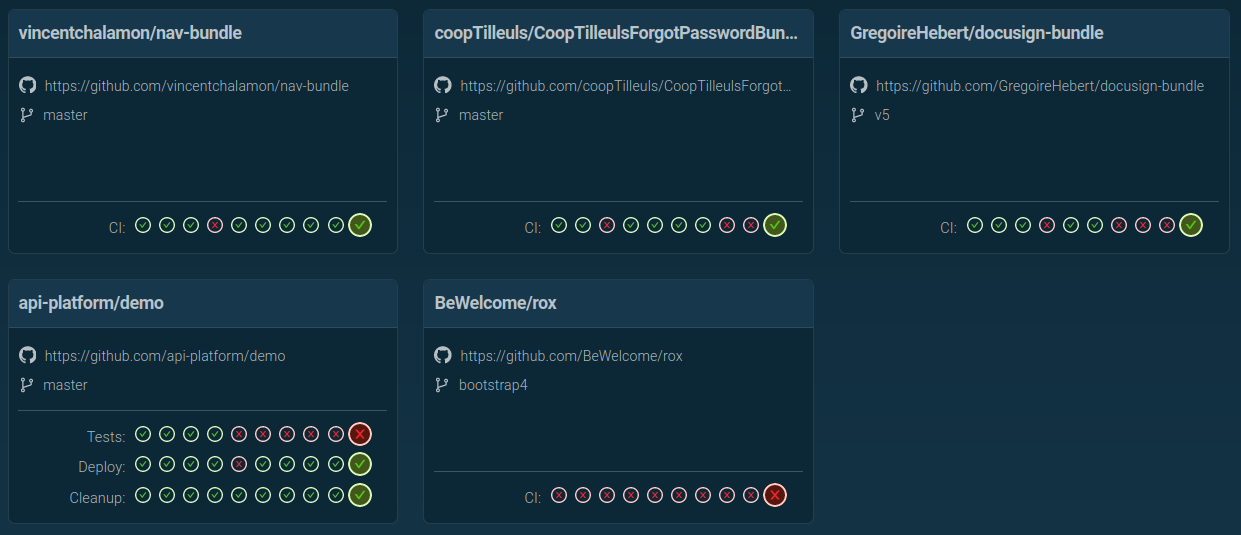 vincentchalamon/nav-bundle
https://github.com/vincentchalamon/nav-bundle
master
CI:
coopTilleuls/CoopTilleulsForgotPasswordBun...
https://github.com/coopTilleuls/CoopTilleulsForgot...
master
CI:
GregoireHebert/docusign-bundle
https://github.com/GregoireHebert/docusign-bundle
v5
CI:
api-platform/demo
https://github.com/api-platform/demo
master
Tests:
Deploy:
Cleanup:
BeWelcome/rox
https://github.com/BeWelcome/rox
bootstrap4
CI: